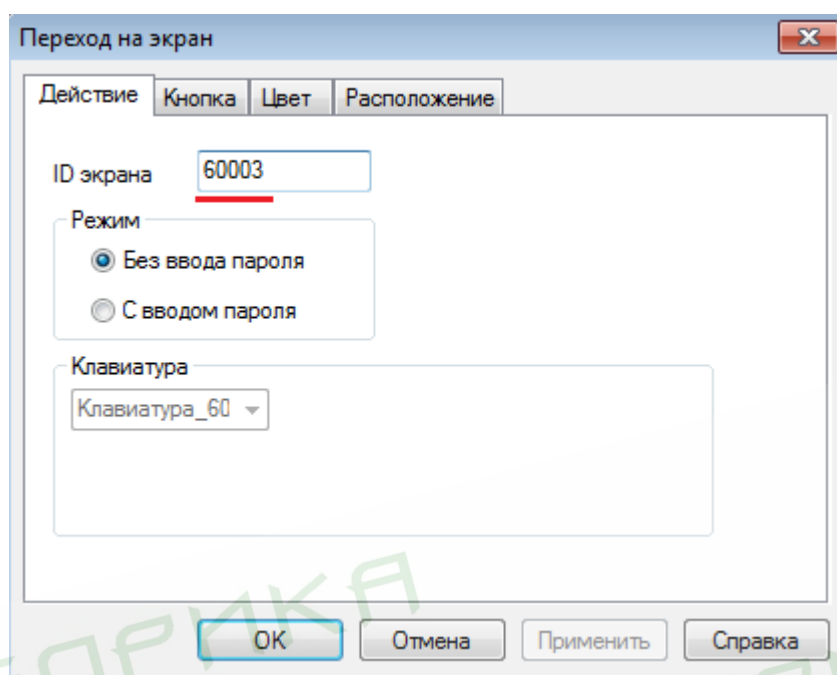 Переход на экран
Действие Кнопка Цвет Расположение
ID экрана 60003
Режим
Без ввода пароля
С вводом пароля
Клавиатура
Клавиатура_60
OK Отмена Применить Справка